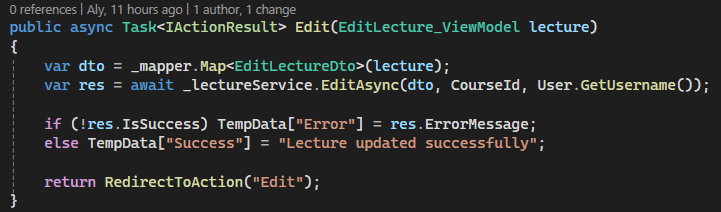 0 references | Aly, 11 hours ago | 1 author, 1 change
public async Task<IActionResult> Edit(EditLecture_ViewModel lecture)
{
    var dto = _mapper.Map<EditLectureDto>(lecture);
    var res = await _lectureService.EditAsync(dto, CourseId, User.GetUsername());

    if (!res.IsSuccess) TempData["Error"] = res.ErrorMessage;
    else TempData["Success"] = "Lecture updated successfully";

    return RedirectToAction("Edit");
}